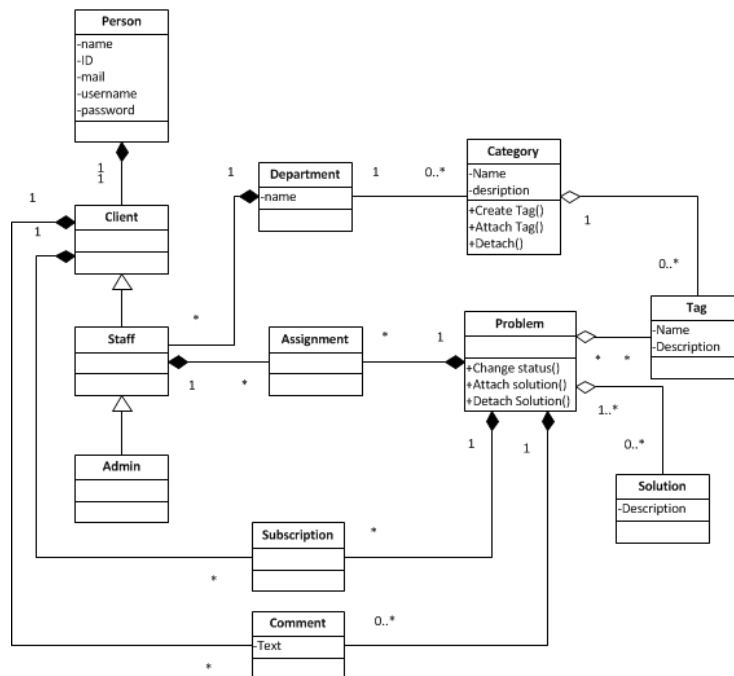 Person
-name
-ID
-mail
-username
-password
1
1
1
Client
1
1
Department
-name
1
0..*
Category
-Name
-desription
+Create Tag()
+Attach Tag()
+Detach()
1
0..*
Tag
-Name
-Description
*
Staff
1
*
Assignment
*
1
Problem
+Change status()
+Attach solution()
+Detach Solution()
*
*
1..*
0..*
Solution
-Description
Admin
1
1
Subscription
*
*
Comment
-Text
0..*
*